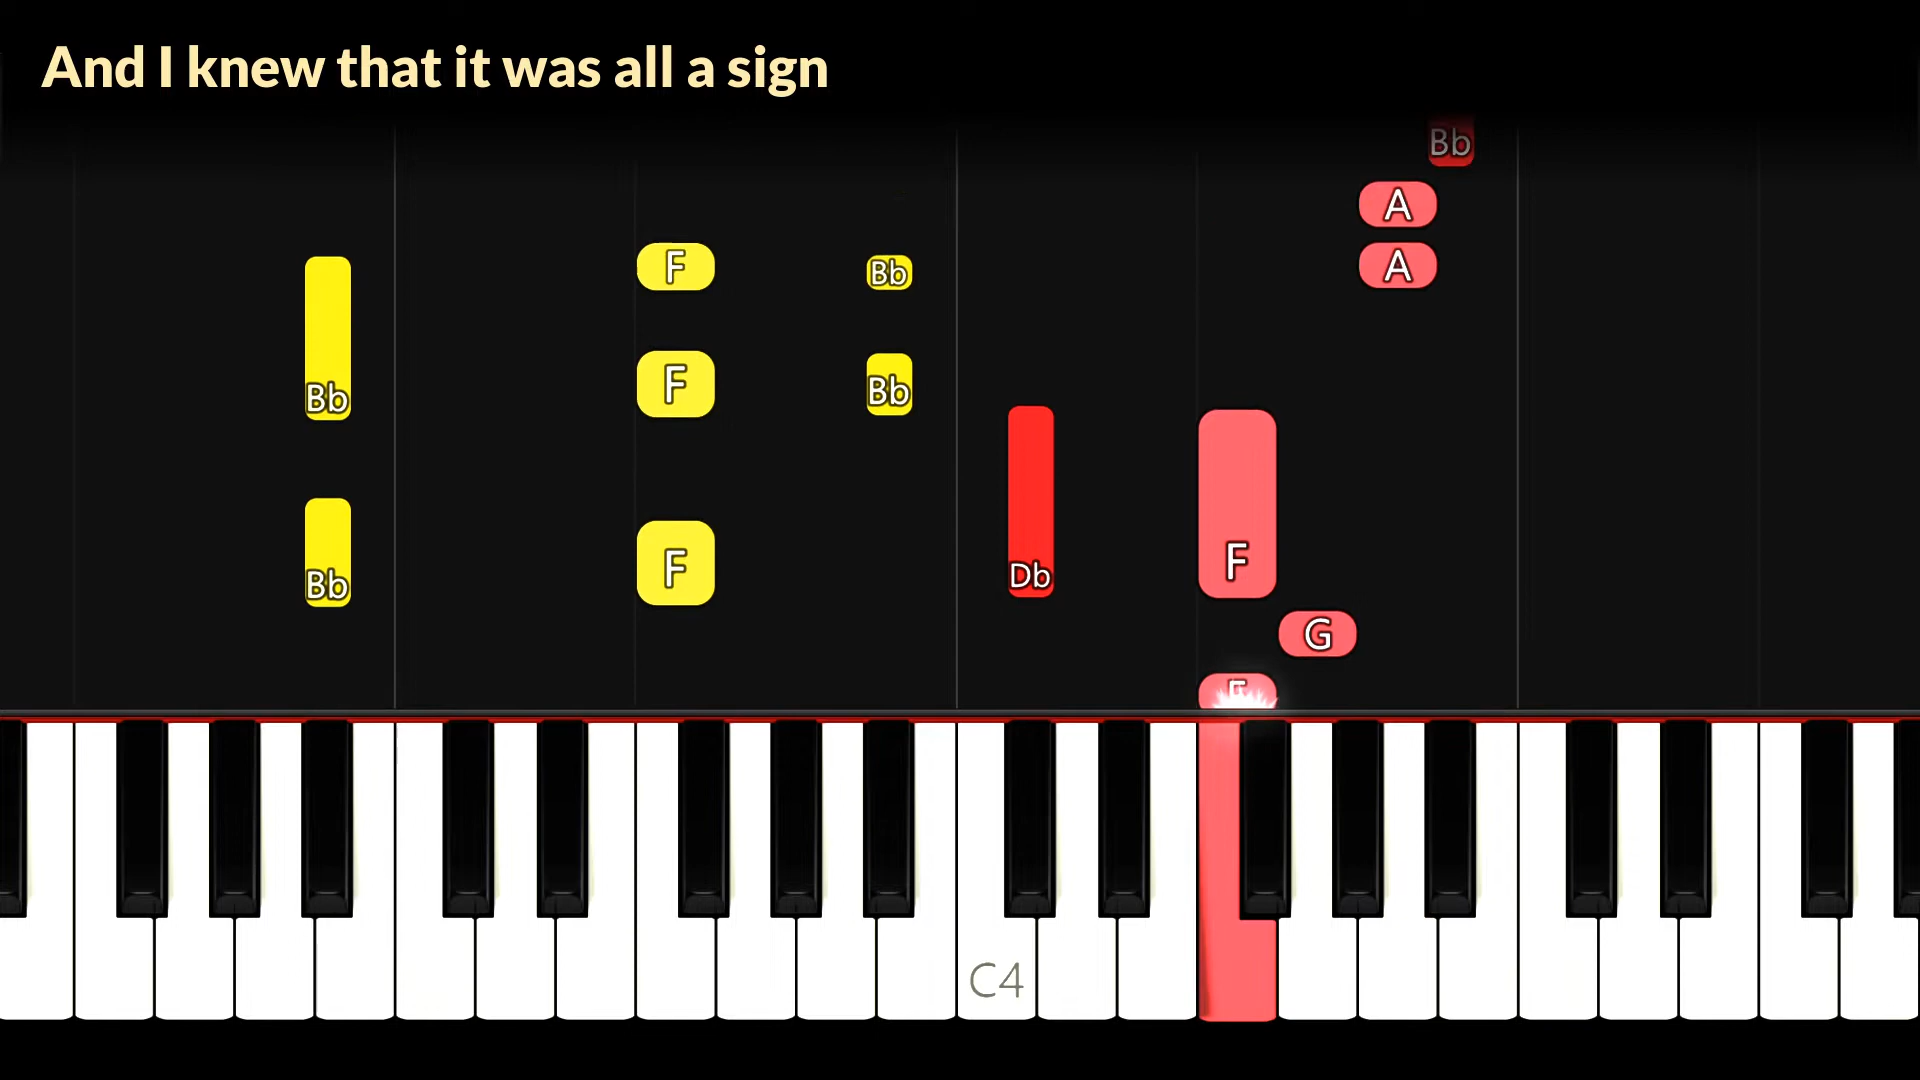 And I knew that it was all a sign
Bb
A
F Bb A
F Bb
Bb
F Db F
Bb
G
F
C4